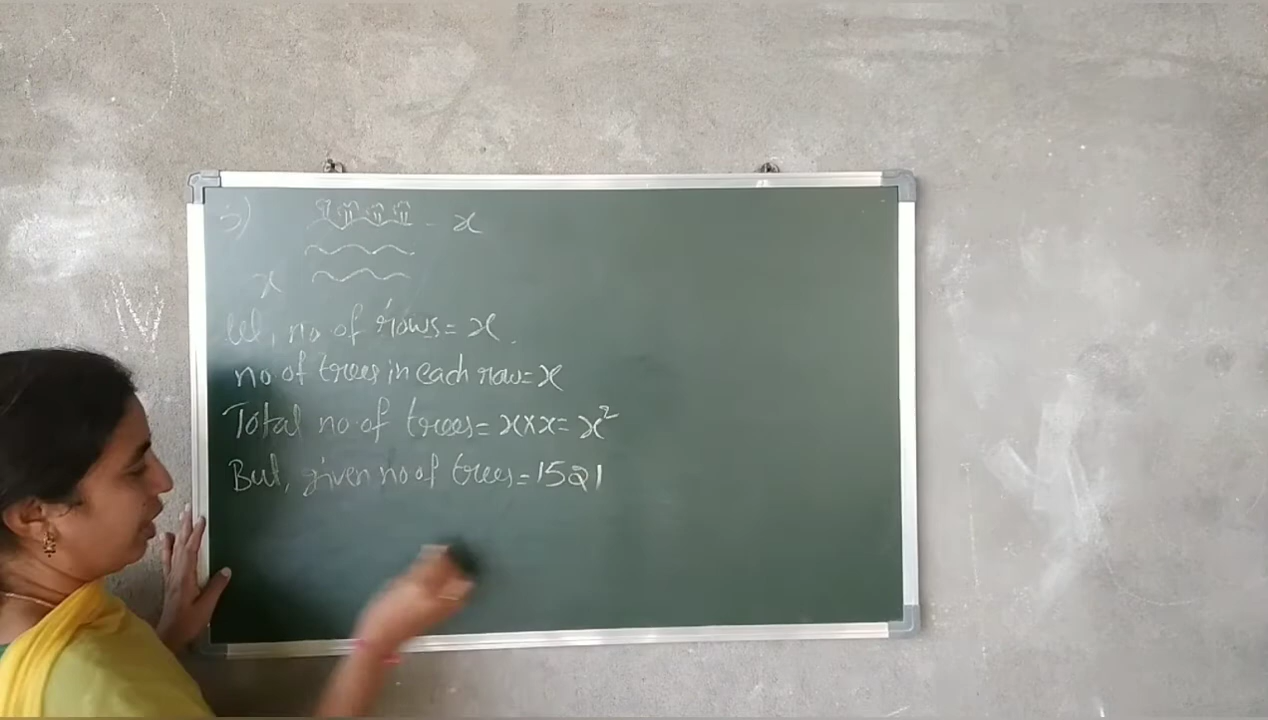 5) - x
x
let, no of rows = x.
no of trees in each row = x
Total no of trees = x×x = x²
But, given no of trees = 1521